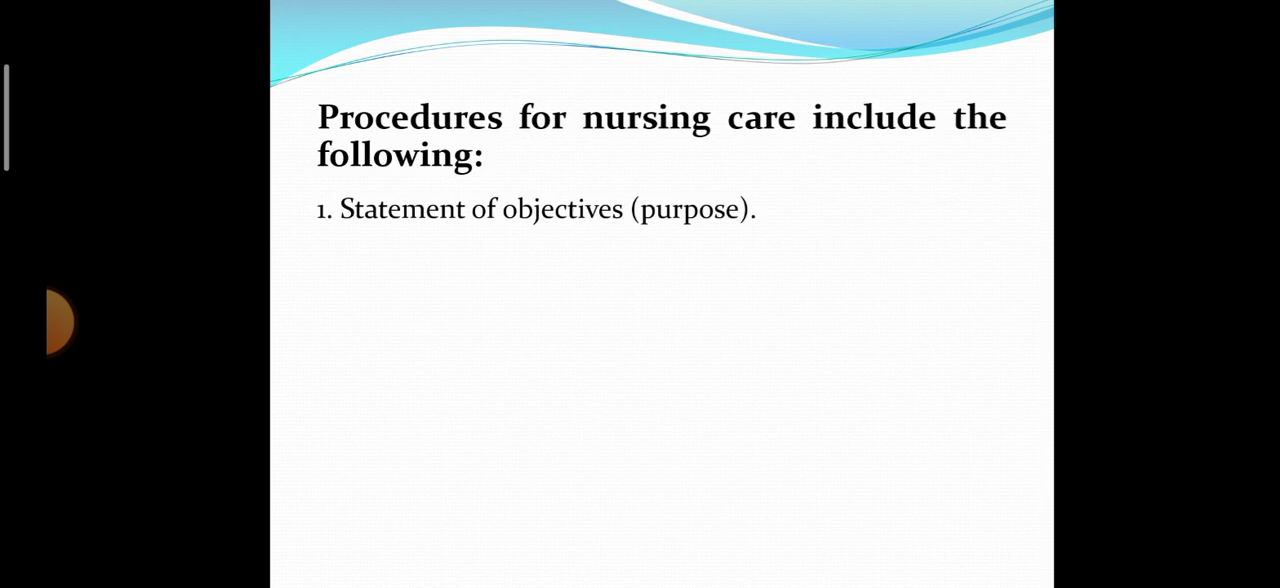 Procedures for nursing care include the
following:
1. Statement of objectives (purpose).